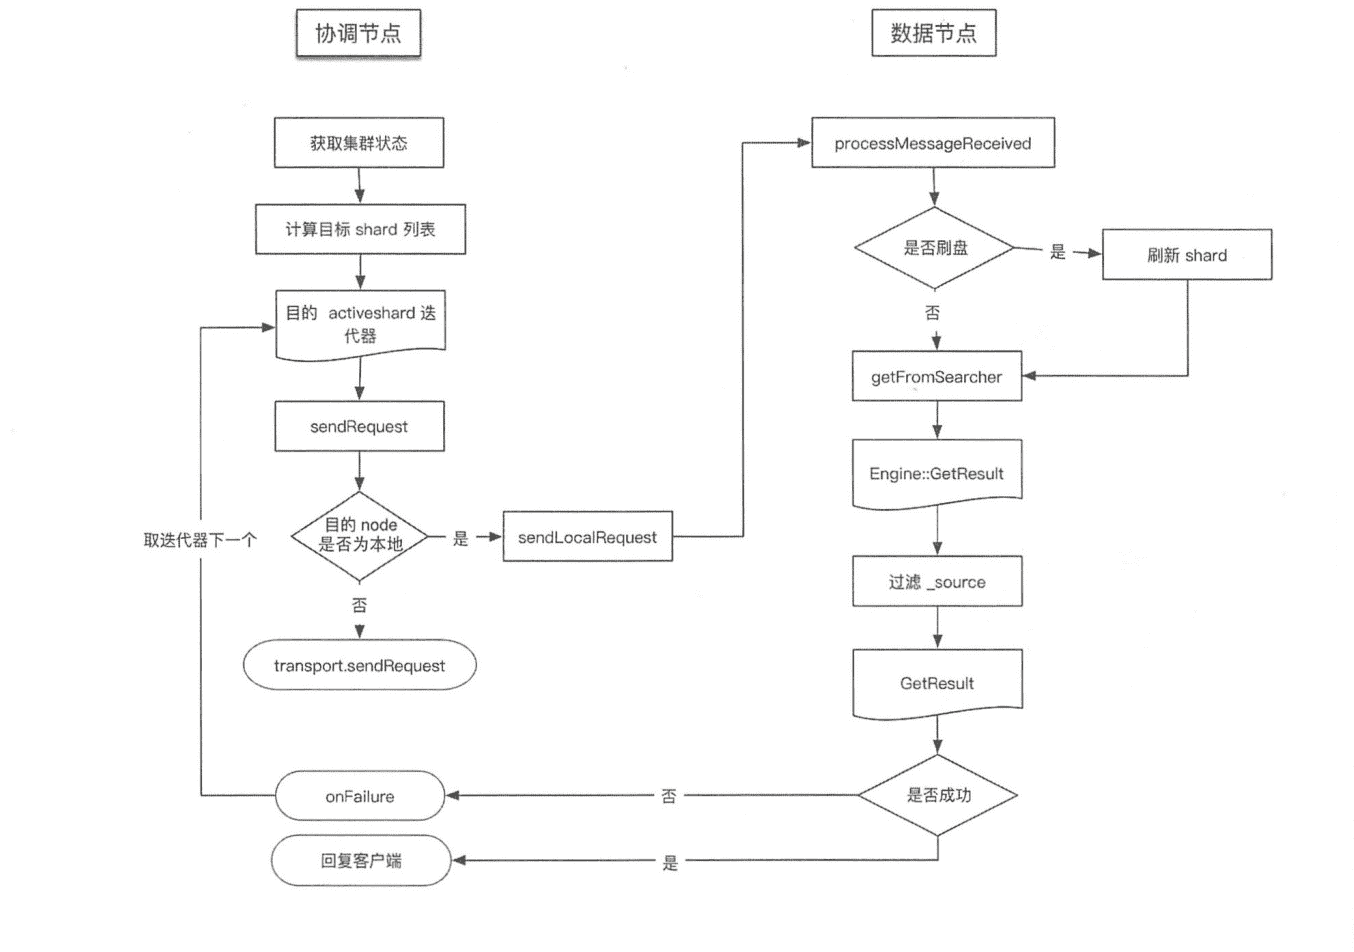 协调节点
数据节点
获取集群状态
计算目标 shard 列表
目的 activeshard 迭
代器
sendRequest
目的 node
是否为本地
是
sendLocalRequest
否
transport.sendRequest
取迭代器下一个
processMessageReceived
是否刷盘
是
刷新 shard
否
getFromSearcher
Engine::GetResult
过滤 _source
GetResult
是否成功
否
onFailure
是
回复客户端